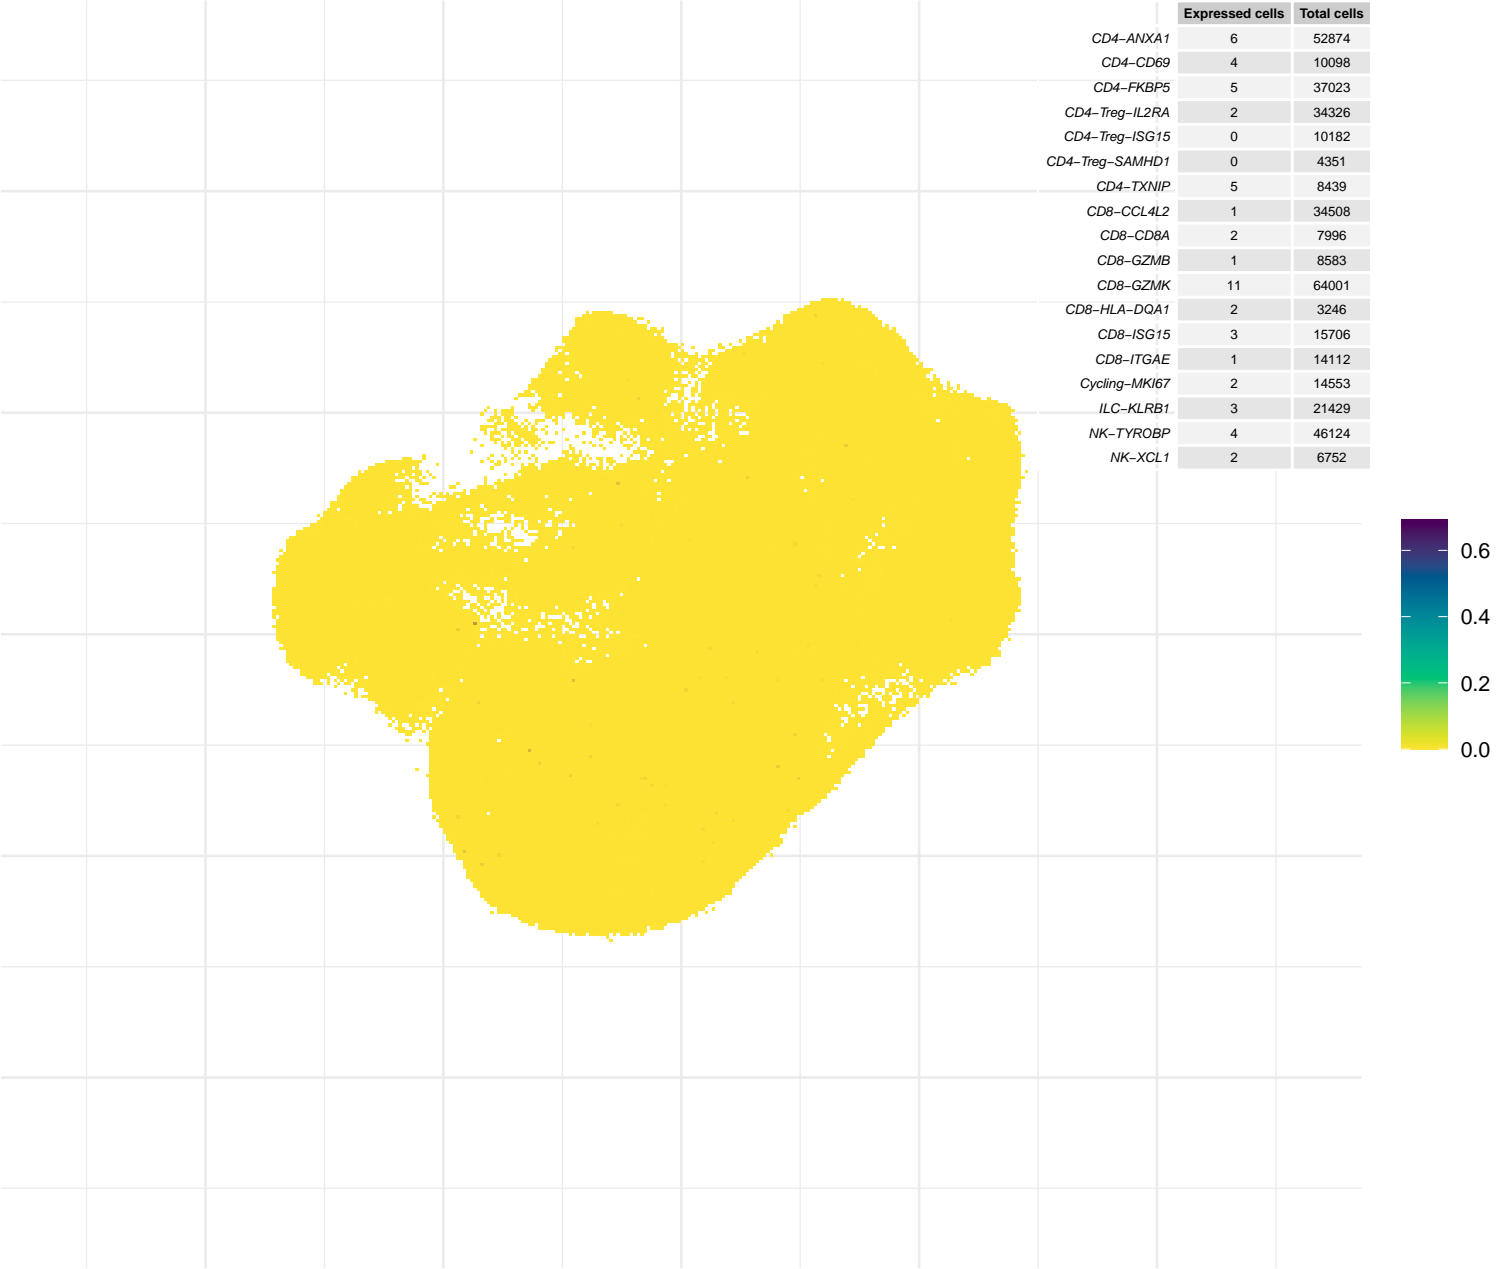 Expressed cells Total cells
CD4−ANXA1 6 52874
CD4−CD69 4 10098
CD4−FKBP5 5 37023
CD4−Treg−IL2RA 2 34326
CD4−Treg−ISG15 0 10182
CD4−Treg−SAMHD1 0 4351
CD4−TXNIP 5 8439
CD8−CCL4L2 1 34508
CD8−CD8A 2 7996
CD8−GZMB 1 8583
CD8−GZMK 11 64001
CD8−HLA−DQA1 2 3246
CD8−ISG15 3 15706
CD8−ITGAE 1 14112
Cycling−MKI67 2 14553
ILC−KLRB1 3 21429
NK−TYROBP 4 46124
NK−XCL1 2 6752
0.6
0.4
0.2
0.0